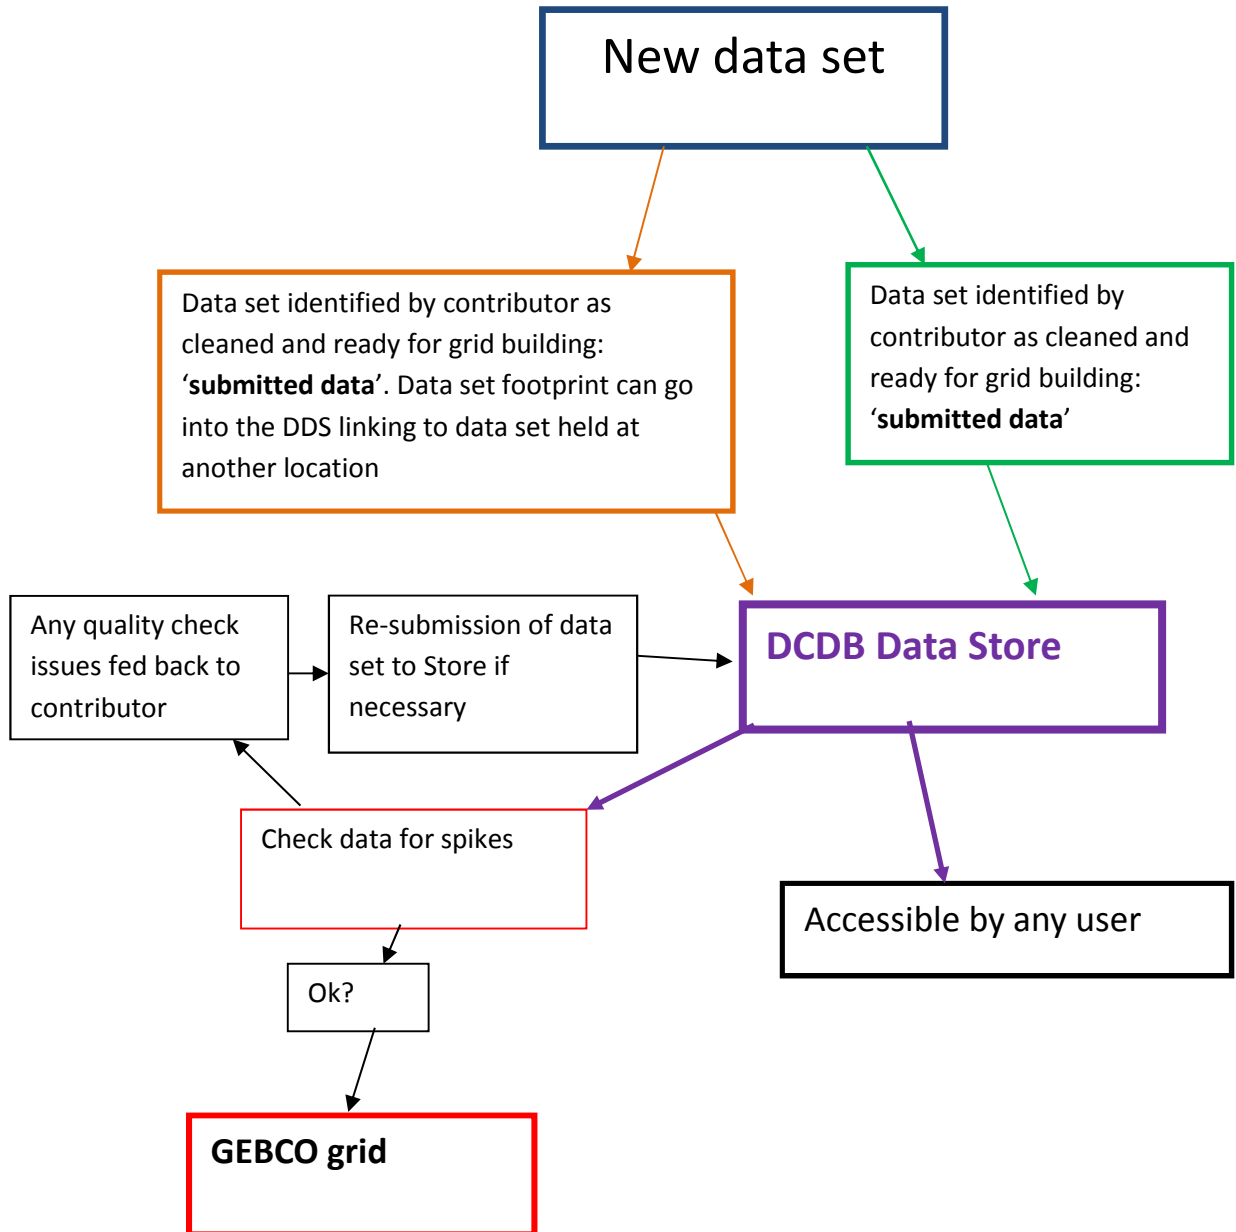 New data set
Data set identified by contributor as
cleaned and ready for grid building:
‘submitted data’. Data set footprint can go
into the DDS linking to data set held at
another location
Data set identified by
contributor as cleaned and
ready for grid building:
‘submitted data’
Any quality check
issues fed back to
contributor
Re-submission of data
set to Store if
necessary
DCDB Data Store
Check data for spikes
Accessible by any user
Ok?
GEBCO grid